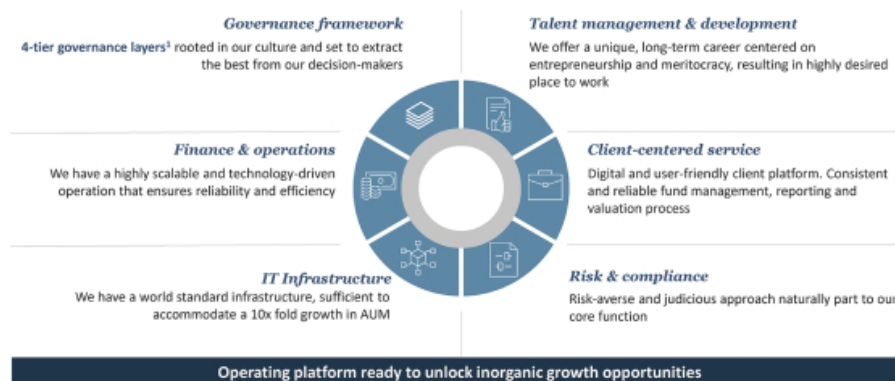 Governance framework
4-tier governance layers¹ rooted in our culture and set to extract
the best from our decision-makers
Talent management & development
We offer a unique, long-term career centered on
entrepreneurship and meritocracy, resulting in highly desired
place to work
Finance & operations
We have a highly scalable and technology-driven
operation that ensures reliability and efficiency
Client-centered service
Digital and user-friendly client platform. Consistent
and reliable fund management, reporting and
valuation process
IT Infrastructure
We have a world standard infrastructure, sufficient to
accommodate a 10x fold growth in AUM
Risk & compliance
Risk-averse and judicious approach naturally part to our
core function
Operating platform ready to unlock inorganic growth opportunities